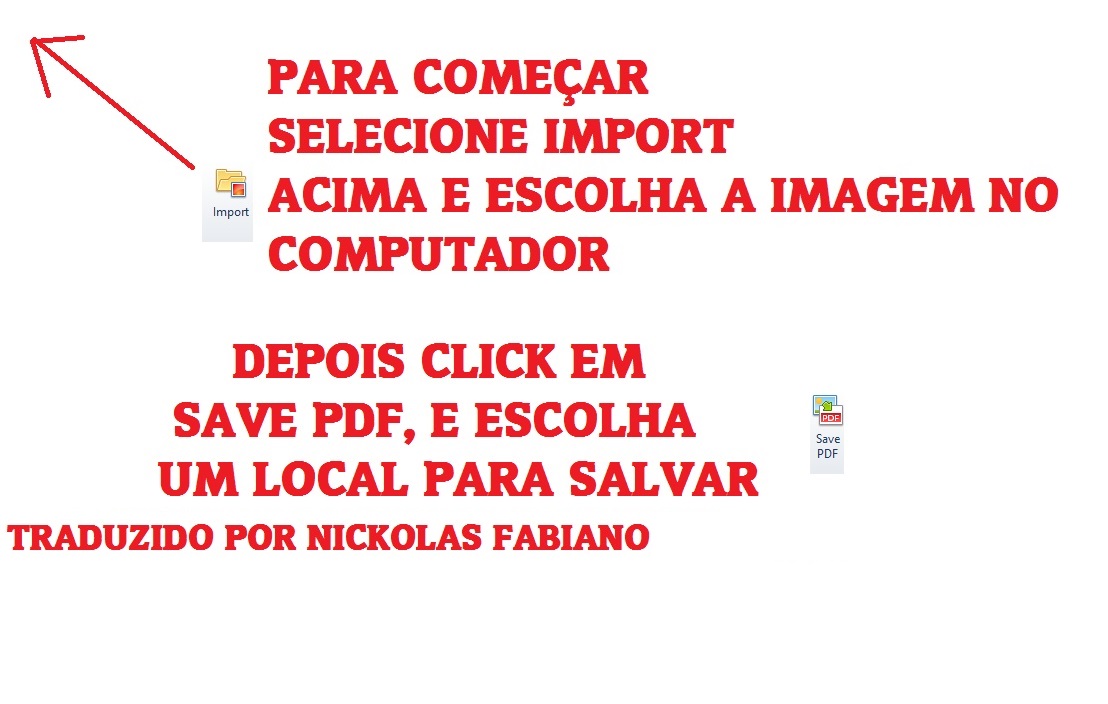 PARA COMEÇAR
SELECIONE IMPORT
ACIMA E ESCOLHA A IMAGEM NO
COMPUTADOR
Import
DEPOIS CLICK EM
SAVE PDF, E ESCOLHA
UM LOCAL PARA SALVAR
PDF
Save
PDF
TRADUZIDO POR NICKOLAS FABIANO